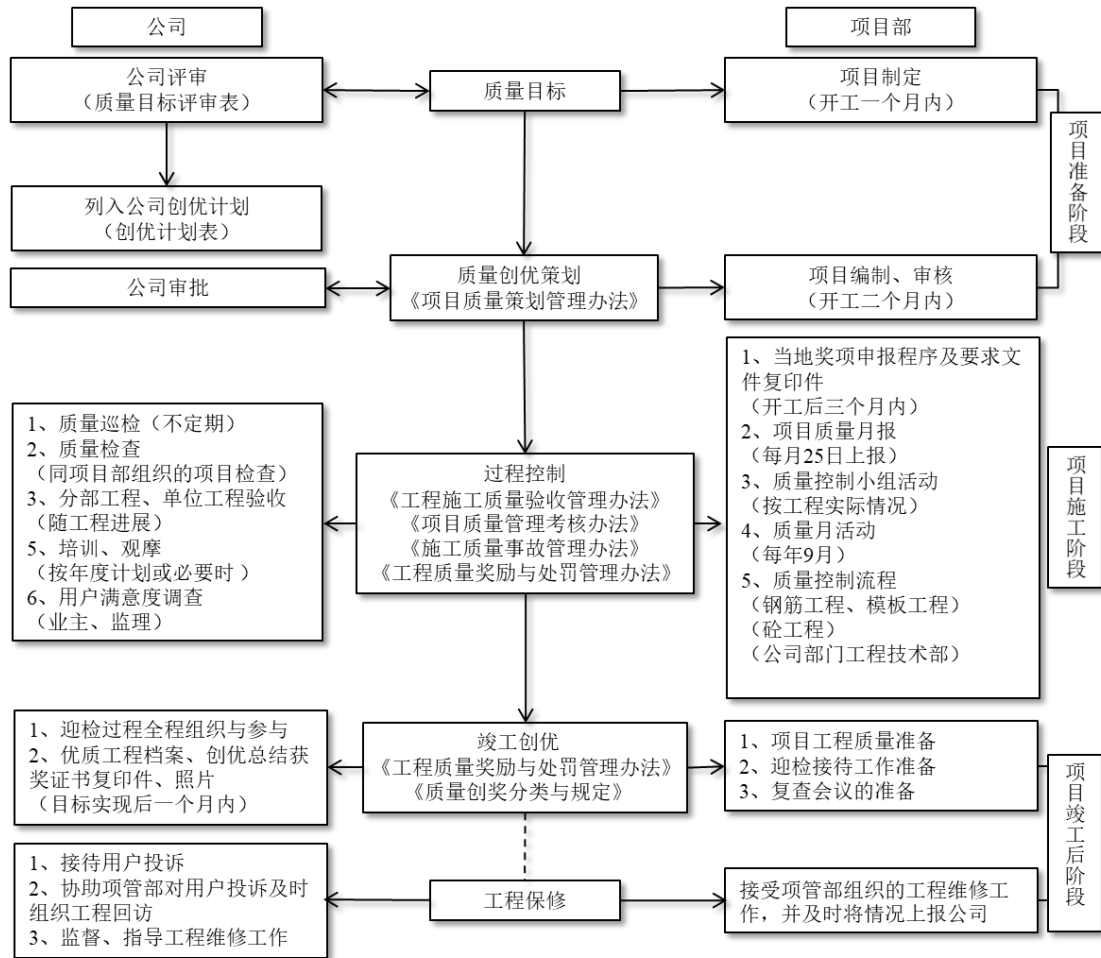 公司
项目部
公司评审
（质量目标评审表）
质量目标
项目制定
（开工一个月内）
项目准备阶段
列入公司创优计划
（创优计划表）
公司审批
质量创优策划
《项目质量策划管理办法》
项目编制、审核
（开工二个月内）
1、质量巡检（不定期）
2、质量检查
（同项目部组织的项目检查）
3、分部工程、单位工程验收
（随工程进展）
5、培训、观摩
（按年度计划或必要时）
6、用户满意度调查
（业主、监理）
过程控制
《工程施工质量验收管理办法》
《项目质量管理考核办法》
《施工质量事故管理办法》
《工程质量奖励与处罚管理办法》
1、当地奖项申报程序及要求文
件复印件
（开工后三个月内）
2、项目质量月报
（每月25日上报）
3、质量控制小组活动
（按工程实际情况）
4、质量月活动
（每年9月）
5、质量控制流程
（钢筋工程、模板工程）
（砼工程）
（公司部门工程技术部）
项目施工阶段
1、迎检过程全程组织与参与
2、优质工程档案、创优总结获
奖证书复印件、照片
（目标实现后一个月内）
竣工创优
《工程质量奖励与处罚管理办法》
《质量创奖分类与规定》
1、项目工程质量准备
2、迎检接待工作准备
3、复查会议的准备
项目竣工后阶段
1、接待用户投诉
2、协助项管部对用户投诉及时
组织工程回访
3、监督、指导工程维修工作
工程保修
接受项管部组织的工程维修工
作，并及时将情况上报公司